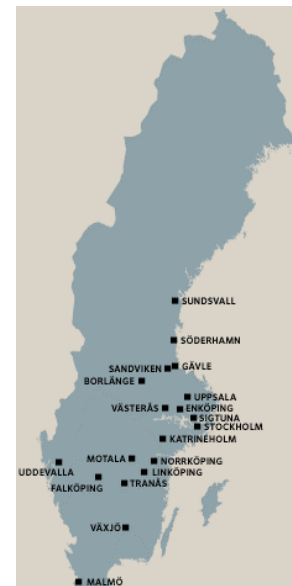 SUNDSVALL
SÖDERHAMN
SANDVIKEN
GÄVLE
BORLÄNGE
UPPSALA
VÄSTERÅS
ENKÖPING
SIGTUNA
STOCKHOLM
KATRINEHOLM
MOTALA
NORRKÖPING
UDDEVALLA
LINKÖPING
FALKÖPING
TRANÅS
VÄXJÖ
MALMÖ